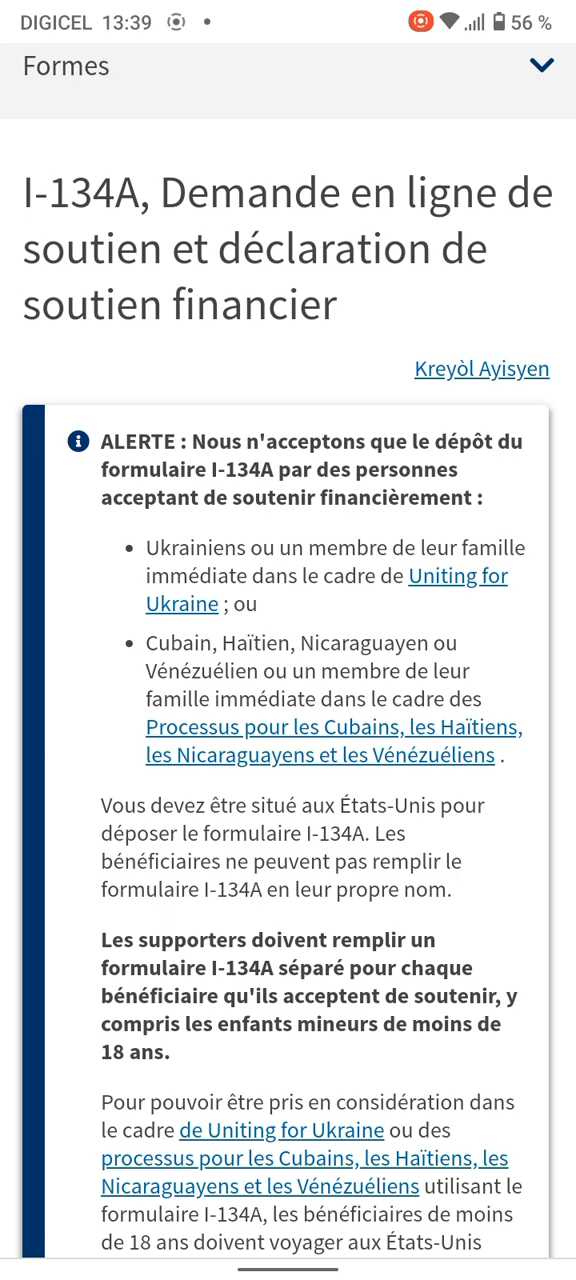 DIGICEL 13:39 56 %
Formes
I-134A, Demande en ligne de
soutien et déclaration de
soutien financier
Kreyòl Ayisyen
ALERTE : Nous n'acceptons que le dépôt du
formulaire I-134A par des personnes
acceptant de soutenir financièrement :
• Ukrainiens ou un membre de leur famille
immédiate dans le cadre de Uniting for
Ukraine ; ou
• Cubain, Haïtien, Nicaraguayen ou
Vénézuélien ou un membre de leur
famille immédiate dans le cadre des
Processus pour les Cubains, les Haïtiens,
les Nicaraguayens et les Vénézuéliens .
Vous devez être situé aux États-Unis pour
déposer le formulaire I-134A. Les
bénéficiaires ne peuvent pas remplir le
formulaire I-134A en leur propre nom.
Les supporters doivent remplir un
formulaire I-134A séparé pour chaque
bénéficiaire qu'ils acceptent de soutenir, y
compris les enfants mineurs de moins de
18 ans.
Pour pouvoir être pris en considération dans
le cadre de Uniting for Ukraine ou des
processus pour les Cubains, les Haïtiens, les
Nicaraguayens et les Vénézuéliens utilisant le
formulaire I-134A, les bénéficiaires de moins
de 18 ans doivent voyager aux États-Unis